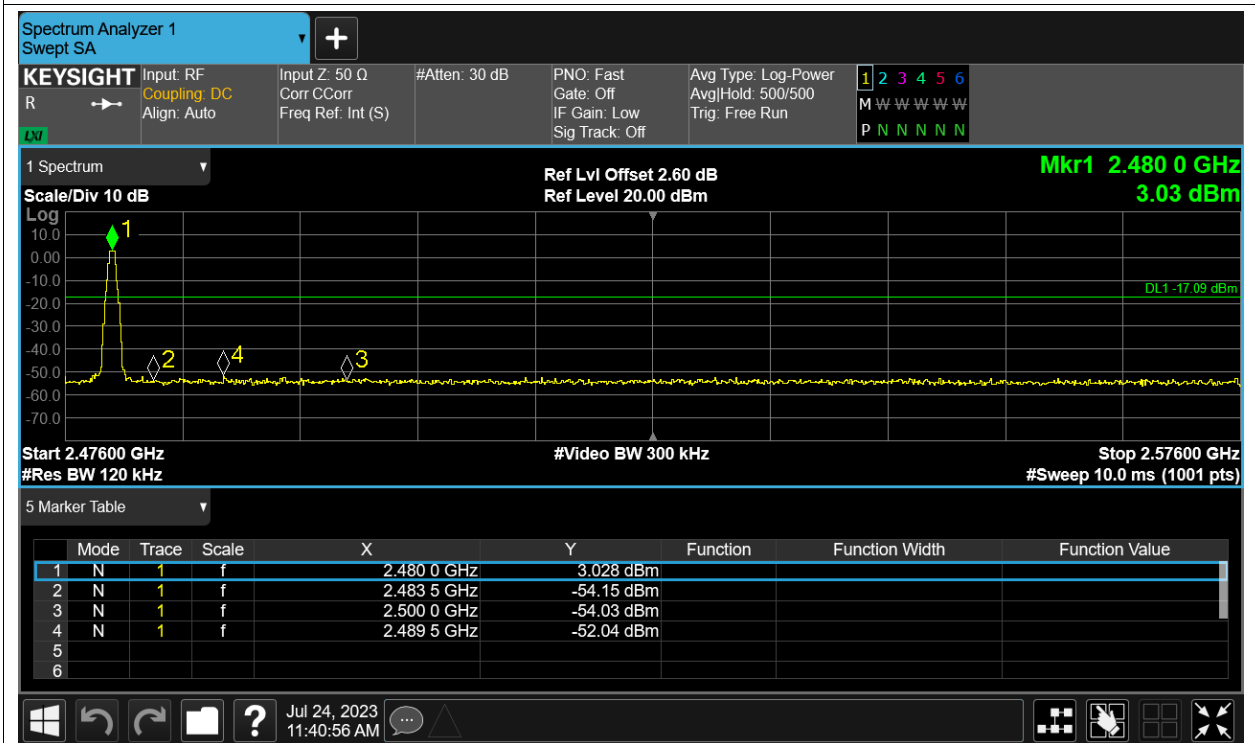 Spectrum Analyzer 1
Swept SA
KEYSIGHT
R
LXI
Input: RF
Coupling: DC
Align: Auto
Input Z: 50 Ω
Corr CCorr
Freq Ref: Int (S)
#Atten: 30 dB
PNO: Fast
Gate: Off
IF Gain: Low
Sig Track: Off
Avg Type: Log-Power
Avg|Hold: 500/500
Trig: Free Run
1 2 3 4 5 6
M W W W W W
P N N N N N
1 Spectrum
Scale/Div 10 dB
Ref Lvl Offset 2.60 dB
Ref Level 20.00 dBm
Mkr1 2.480 0 GHz
3.03 dBm
Log
10.0
0.00
-10.0
-20.0
-30.0
-40.0
-50.0
-60.0
-70.0
1
2
4
3
DL1 -17.09 dBm
Start 2.47600 GHz
#Video BW 300 kHz
Stop 2.57600 GHz
#Res BW 120 kHz
#Sweep 10.0 ms (1001 pts)
5 Marker Table
Mode Trace Scale X Y Function Function Width Function Value
1 N 1 f 2.480 0 GHz 3.028 dBm
2 N 1 f 2.483 5 GHz -54.15 dBm
3 N 1 f 2.500 0 GHz -54.03 dBm
4 N 1 f 2.489 5 GHz -52.04 dBm
5
6
?
Jul 24, 2023
11:40:56 AM